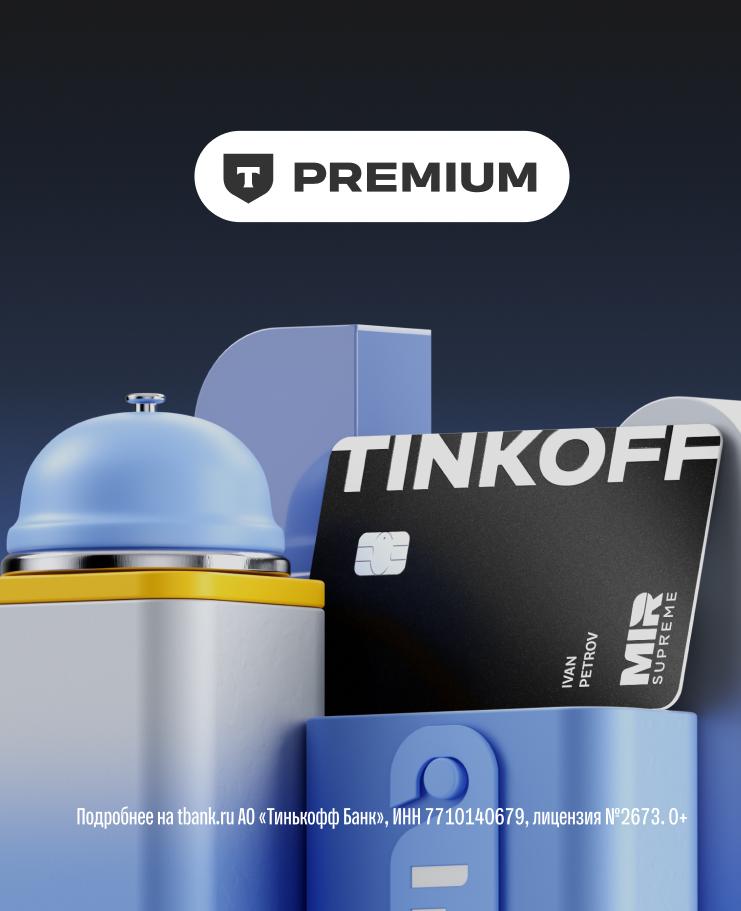 T PREMIUM
TINKOFF
IVAN
PETROV
MIR
SUPREME
Подробнее на tbank.ru АО «Тинькофф Банк», ИНН 7710140679, лицензия №2673. 0+